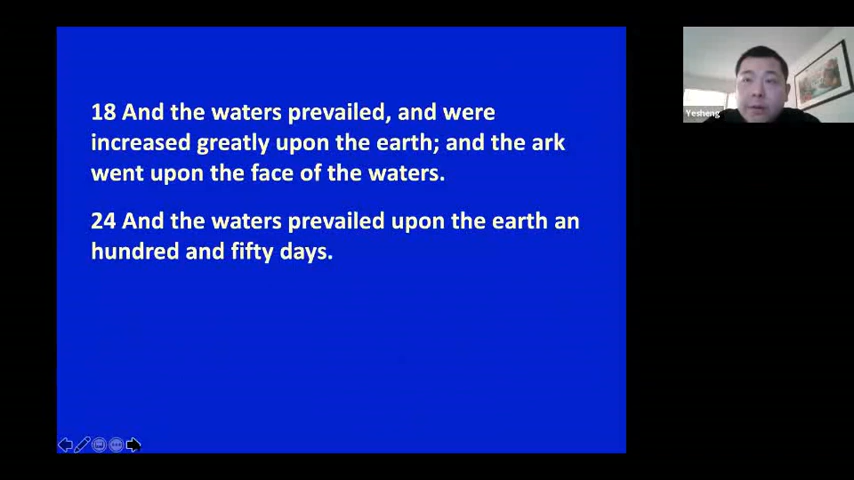 18 And the waters prevailed, and were
increased greatly upon the earth; and the ark
went upon the face of the waters.
24 And the waters prevailed upon the earth an
hundred and fifty days.
Yesheng